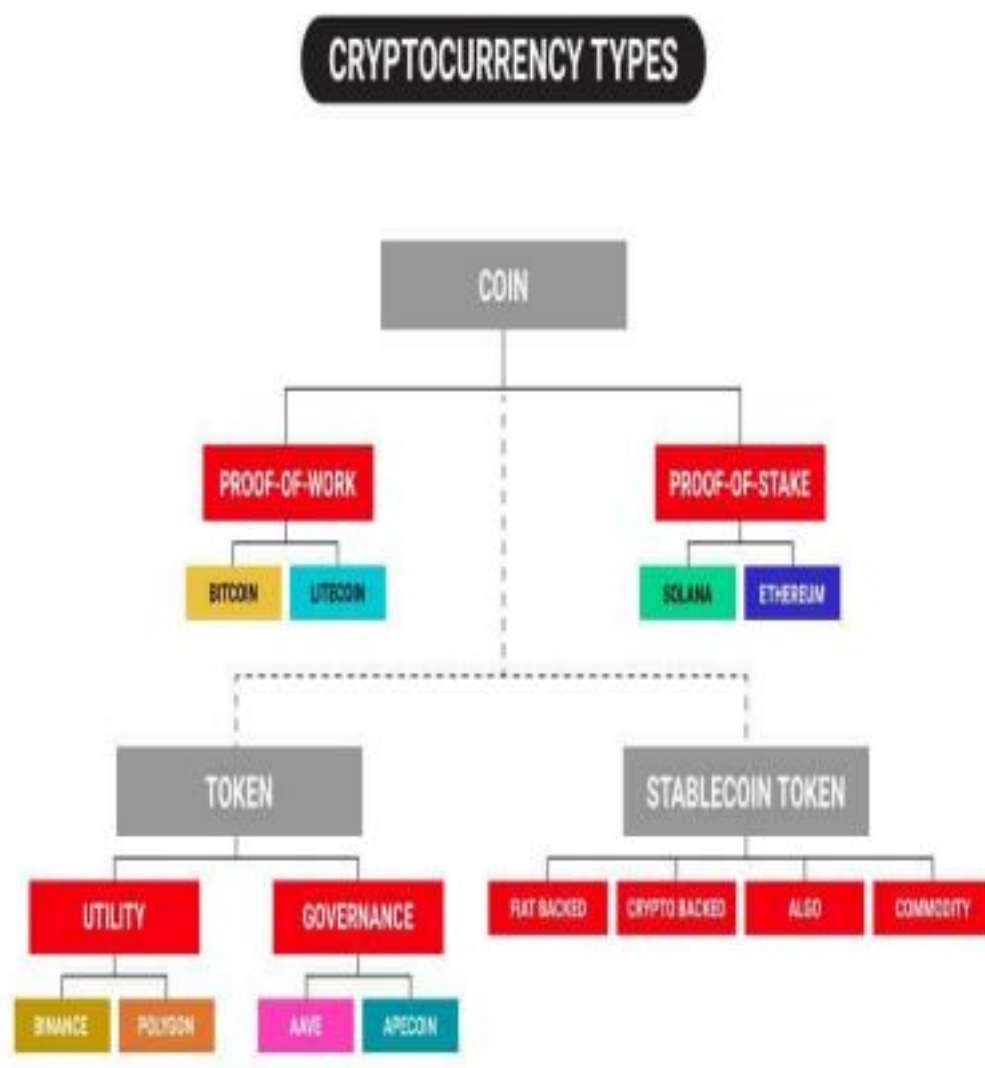 CRYPTOCURRENCY TYPES
COIN
PROOF-OF-WORK
PROOF-OF-STAKE
BITCOIN
LITECOIN
SOLANA
ETHEREUM
TOKEN
STABLECOIN TOKEN
UTILITY
GOVERNANCE
FIAT BACKED
CRYPTO BACKED
ALGO
COMMODITY
BINANCE
POLYGON
AAVE
APECOIN